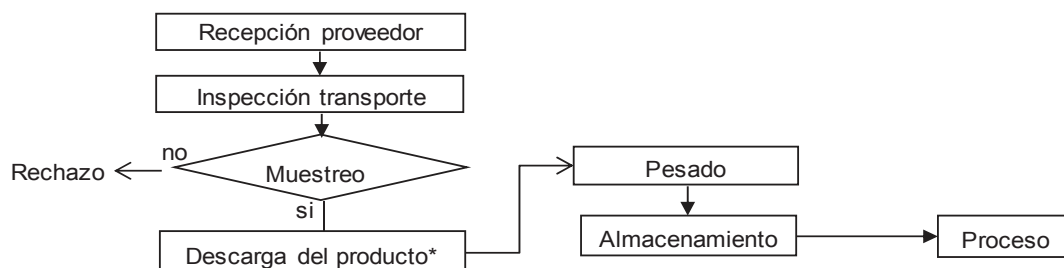 Recepción proveedor
Inspección transporte
no
Rechazo
Muestreo
si
Descarga del producto*
Pesado
Almacenamiento
Proceso